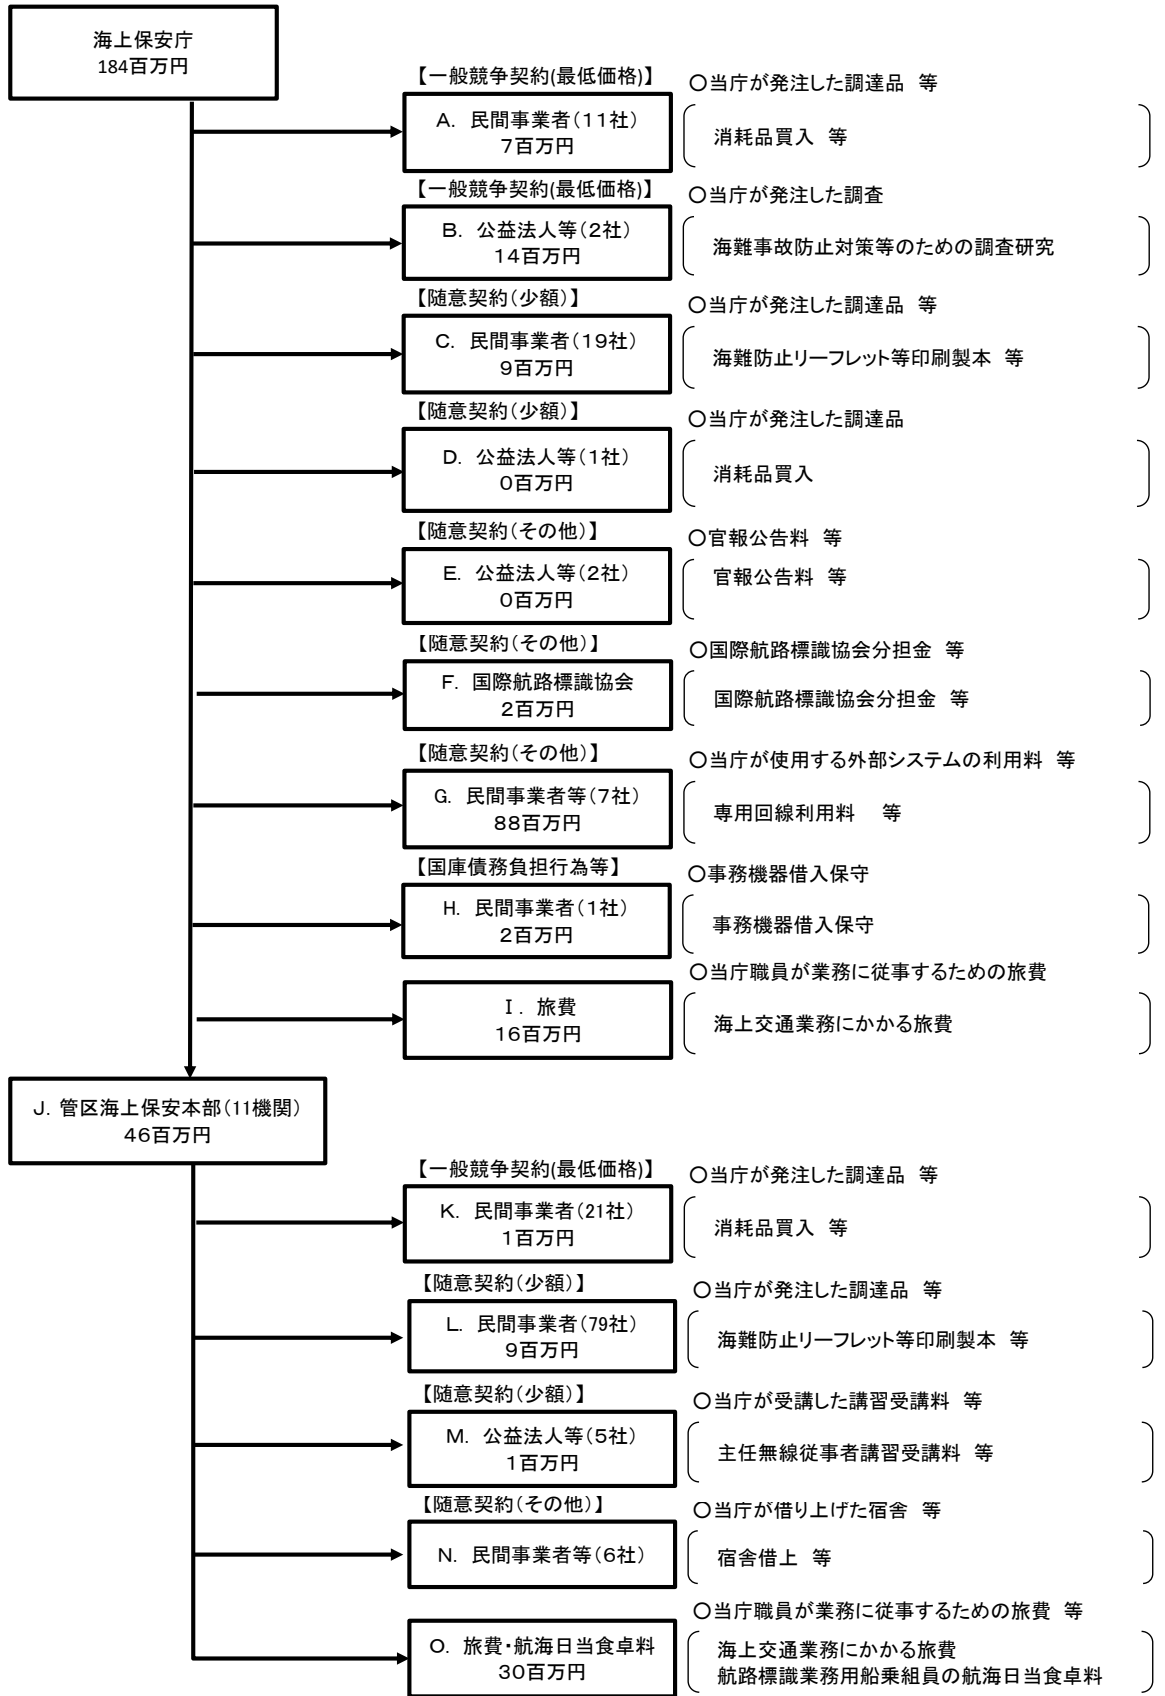 海上保安庁
184百万円
【一般競争契約(最低価格)】
○当庁が発注した調達品 等
A. 民間事業者(11社)
7百万円
消耗品買入 等
【一般競争契約(最低価格)】
○当庁が発注した調査
B. 公益法人等(2社)
14百万円
海難事故防止対策等のための調査研究
【随意契約(少額)】
○当庁が発注した調達品 等
C. 民間事業者(19社)
9百万円
海難防止リーフレット等印刷製本 等
【随意契約(少額)】
○当庁が発注した調達品
D. 公益法人等(1社)
0百万円
消耗品買入
【随意契約(その他)】
○官報公告料 等
E. 公益法人等(2社)
0百万円
官報公告料 等
【随意契約(その他)】
○国際航路標識協会分担金 等
F. 国際航路標識協会
2百万円
国際航路標識協会分担金 等
【随意契約(その他)】
○当庁が使用する外部システムの利用料 等
G. 民間事業者等(7社)
88百万円
専用回線利用料 等
【国庫債務負担行為等】
○事務機器借入保守
H. 民間事業者(1社)
2百万円
事務機器借入保守
○当庁職員が業務に従事するための旅費
I. 旅費
16百万円
海上交通業務にかかる旅費
J. 管区海上保安本部(11機関)
46百万円
【一般競争契約(最低価格)】
○当庁が発注した調達品 等
K. 民間事業者(21社)
1百万円
消耗品買入 等
【随意契約(少額)】
○当庁が発注した調達品 等
L. 民間事業者(79社)
9百万円
海難防止リーフレット等印刷製本 等
【随意契約(少額)】
○当庁が受講した講習受講料 等
M. 公益法人等(5社)
1百万円
主任無線従事者講習受講料 等
【随意契約(その他)】
○当庁が借り上げた宿舎 等
N. 民間事業者等(6社)
宿舎借上 等
○当庁職員が業務に従事するための旅費 等
O. 旅費・航海日当食卓料
30百万円
海上交通業務にかかる旅費
航路標識業務用船乗組員の航海日当食卓料